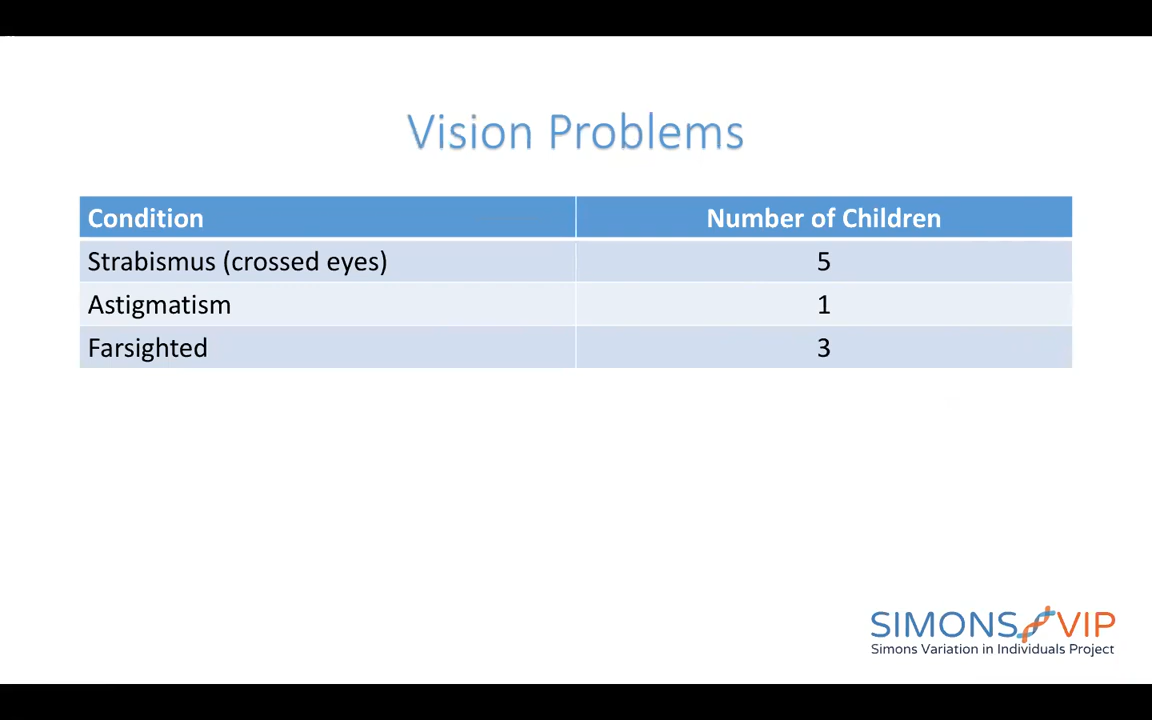 Vision Problems
Condition Number of Children
Strabismus (crossed eyes) 5
Astigmatism 1
Farsighted 3
SIMONS VIP
Simons Variation in Individuals Project